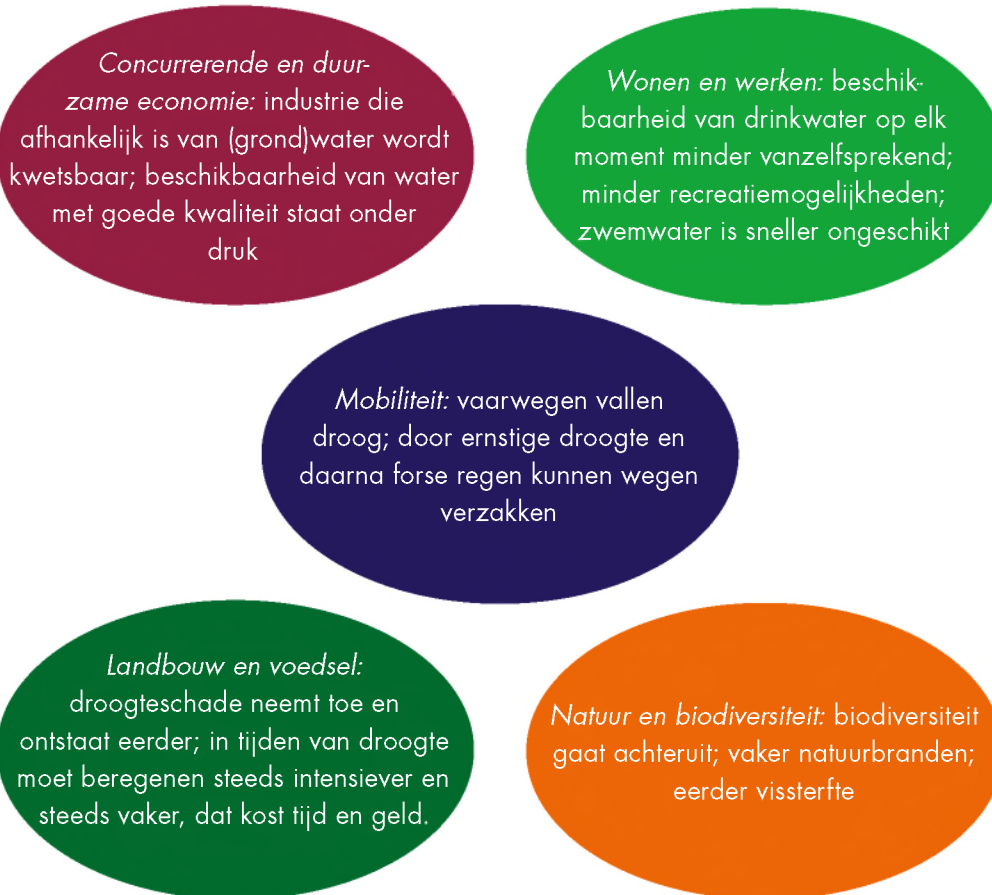 Concurrerende en duur-
zame economie: industrie die
afhankelijk is van (grond)water wordt
kwetsbaar; beschikbaarheid van water
met goede kwaliteit staat onder
druk
Wonen en werken: beschik-
baarheid van drinkwater op elk
moment minder vanzelfsprekend;
minder recreatiemogelijkheden;
zwemwater is sneller ongeschikt
Mobiliteit: vaarwegen vallen
droog; door ernstige droogte en
daarna forse regen kunnen wegen
verzakken
Landbouw en voedsel:
droogteschade neemt toe en
ontstaat eerder; in tijden van droogte
moet beregenen steeds intensiever en
steeds vaker, dat kost tijd en geld.
Natuur en biodiversiteit: biodiversiteit
gaat achteruit; vaker natuurbranden;
eerder vissterfte